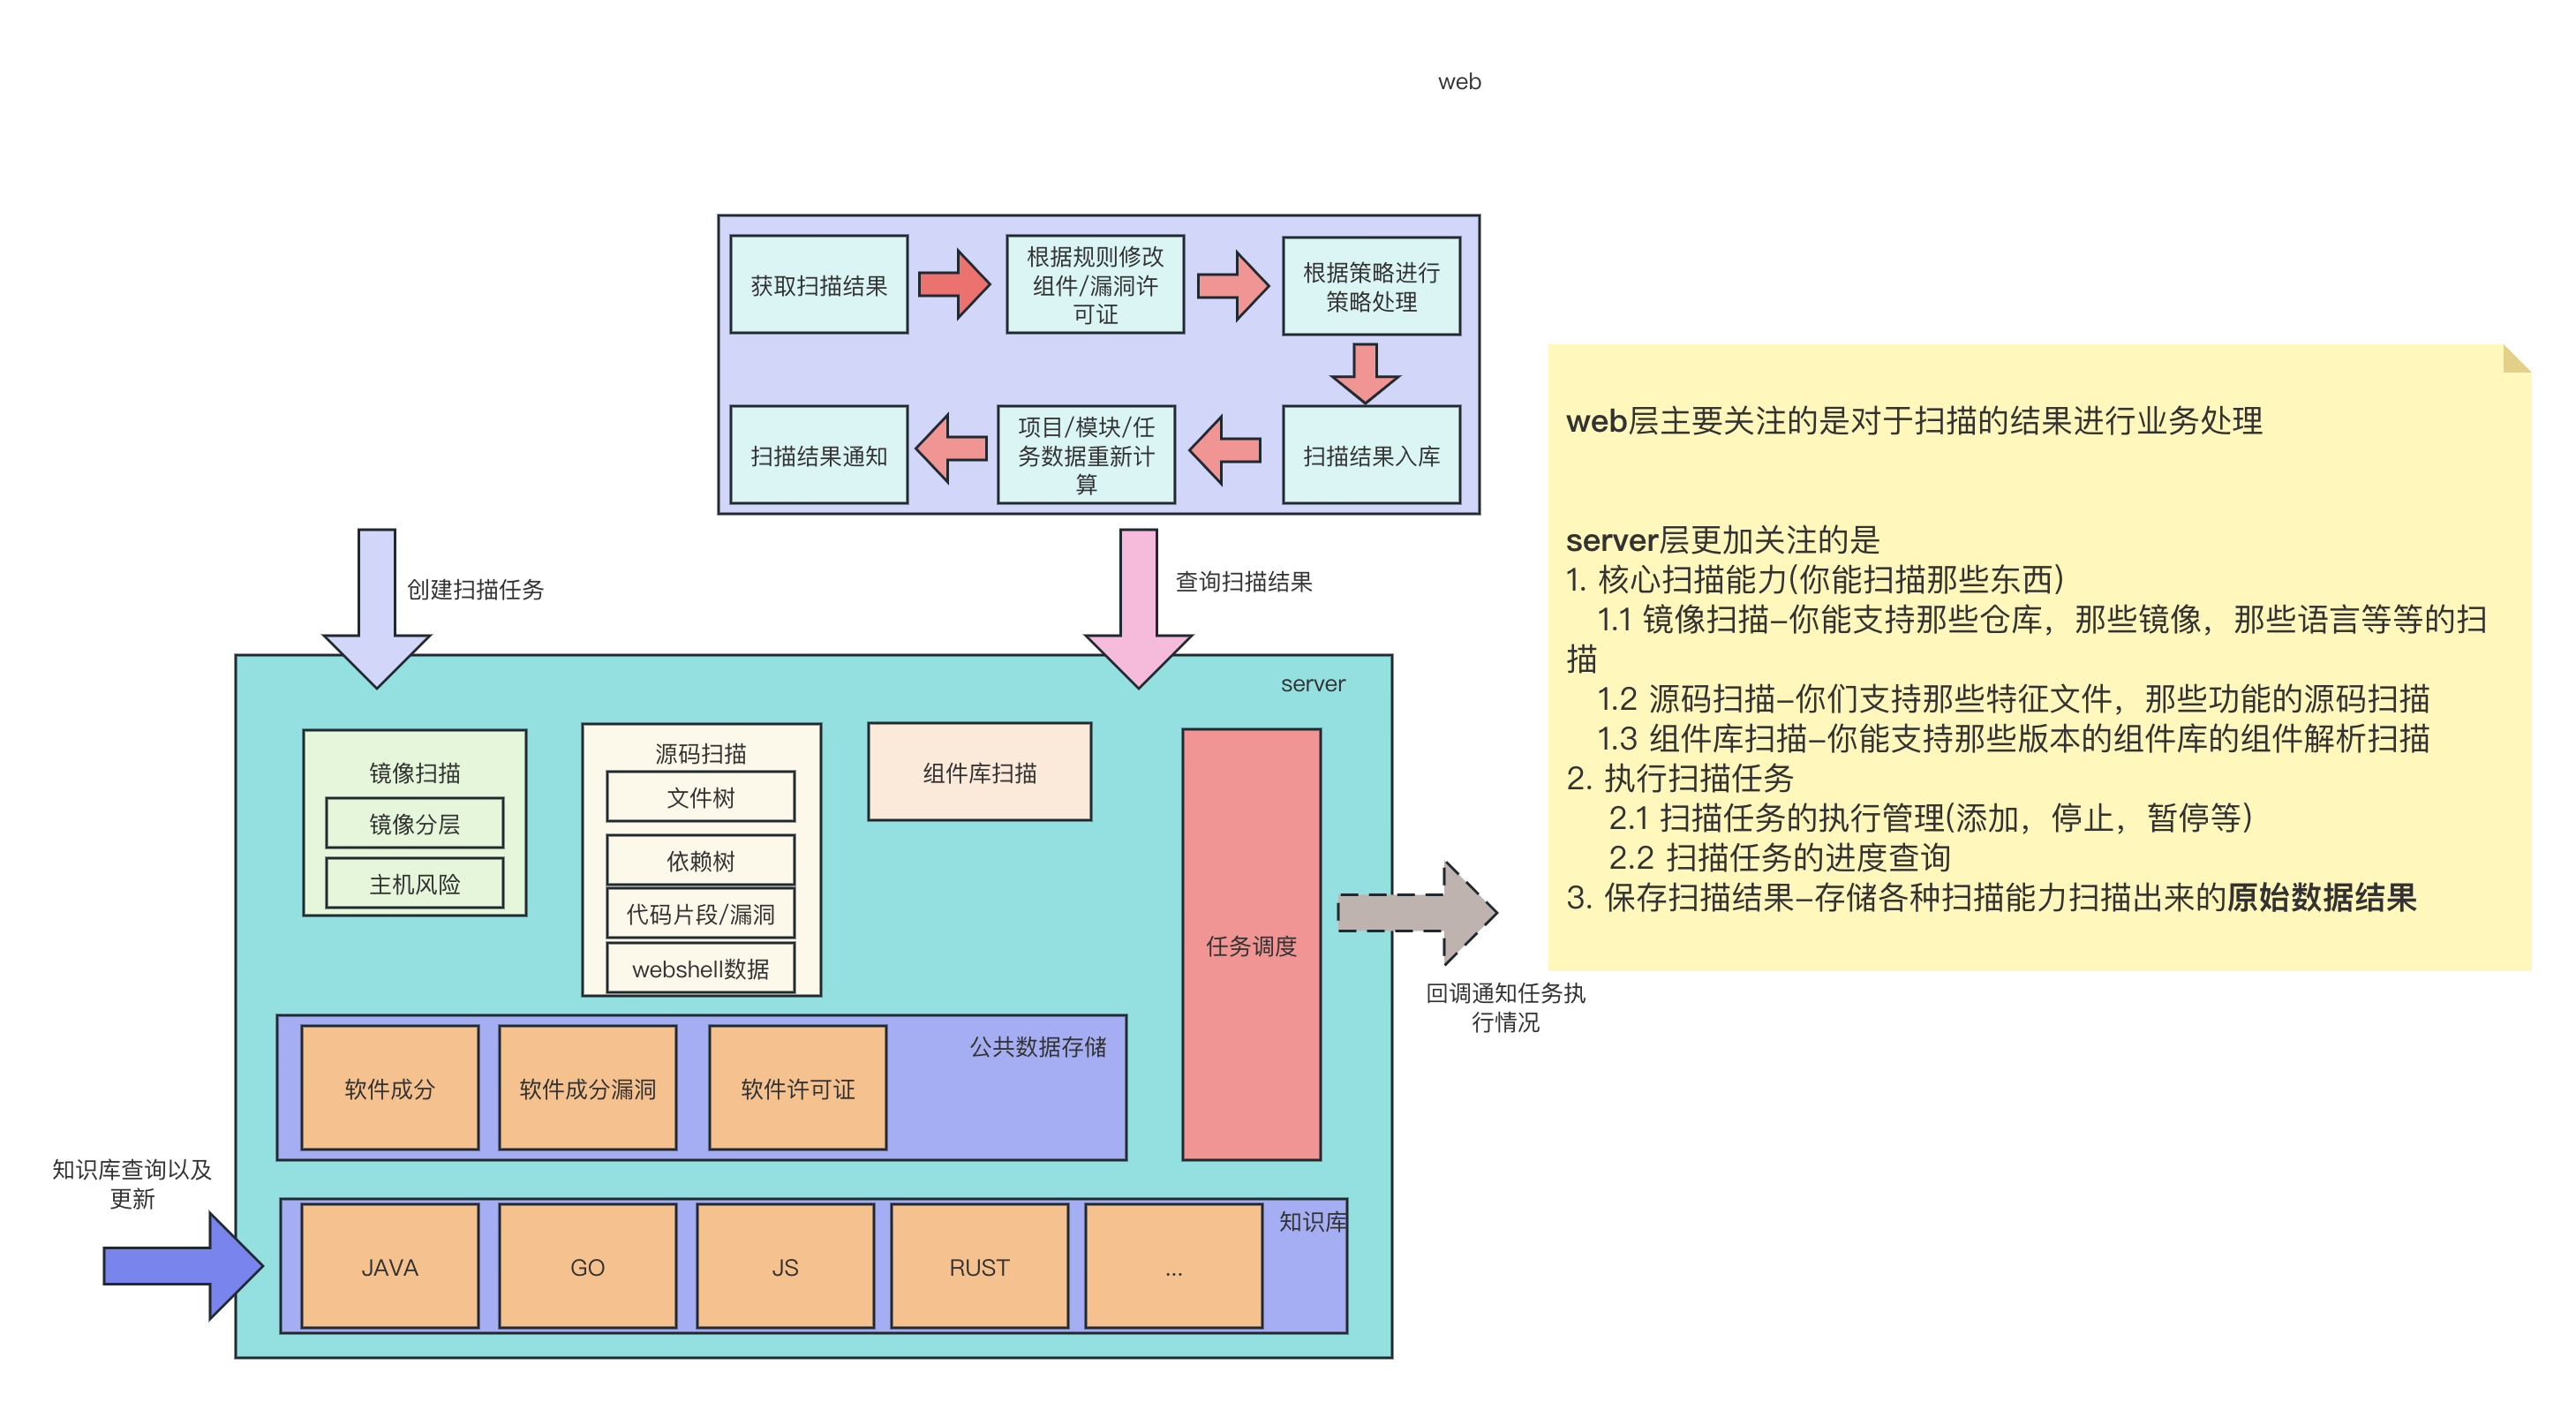 web
获取扫描结果
根据规则修改
组件/漏洞许
可证
根据策略进行
策略处理
扫描结果通知
项目/模块/任
务数据重新计
算
扫描结果入库
创建扫描任务
查询扫描结果
server
镜像扫描
镜像分层
主机风险
源码扫描
文件树
依赖树
代码片段/漏洞
webshell数据
组件库扫描
任务调度
回调通知任务执
行情况
公共数据存储
软件成分
软件成分漏洞
软件许可证
知识库查询以及
更新
知识库
JAVA
GO
JS
RUST
...
web层主要关注的是对于扫描的结果进行业务处理
server层更加关注的是
1. 核心扫描能力(你能扫描那些东西)
1.1 镜像扫描-你能支持那些仓库，那些镜像，那些语言等等的扫
描
1.2 源码扫描-你们支持那些特征文件，那些功能的源码扫描
1.3 组件库扫描-你能支持那些版本的组件库的组件解析扫描
2. 执行扫描任务
2.1 扫描任务的执行管理(添加，停止，暂停等)
2.2 扫描任务的进度查询
3. 保存扫描结果-存储各种扫描能力扫描出来的原始数据结果